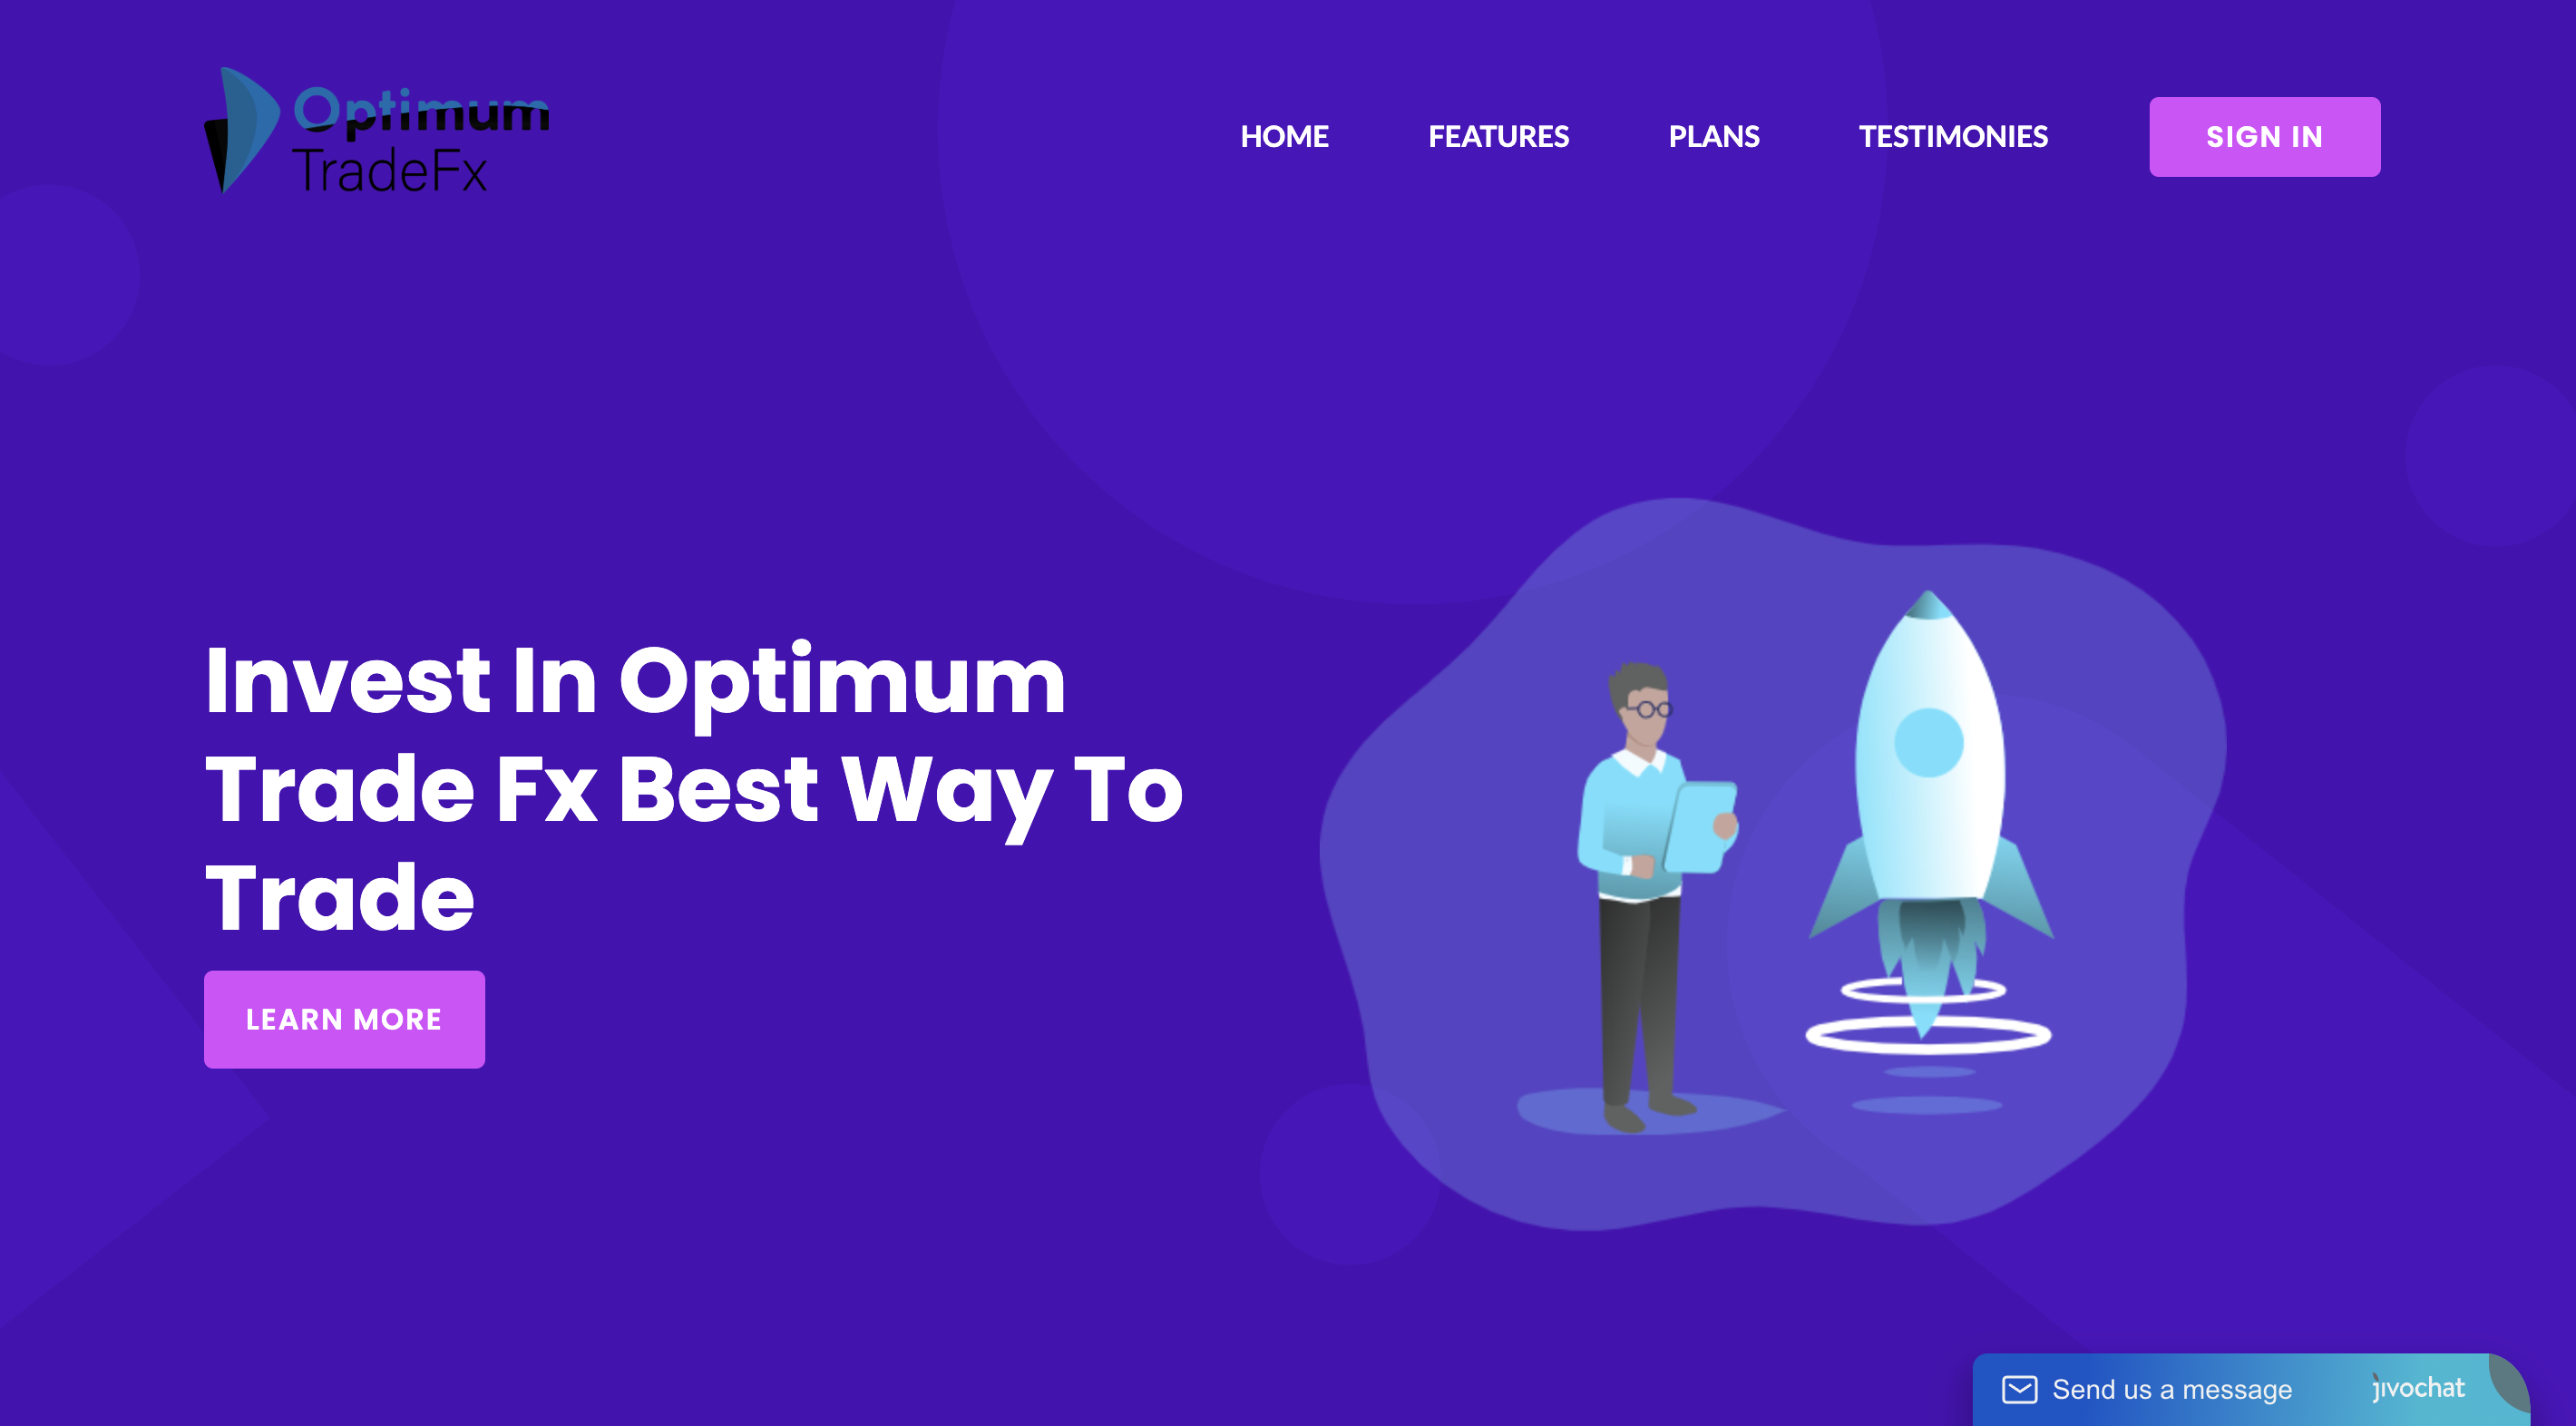 Optimum
TradeFx
HOME FEATURES PLANS TESTIMONIES SIGN IN
Invest In Optimum
Trade Fx Best Way To
Trade
LEARN MORE
Send us a message jivochat